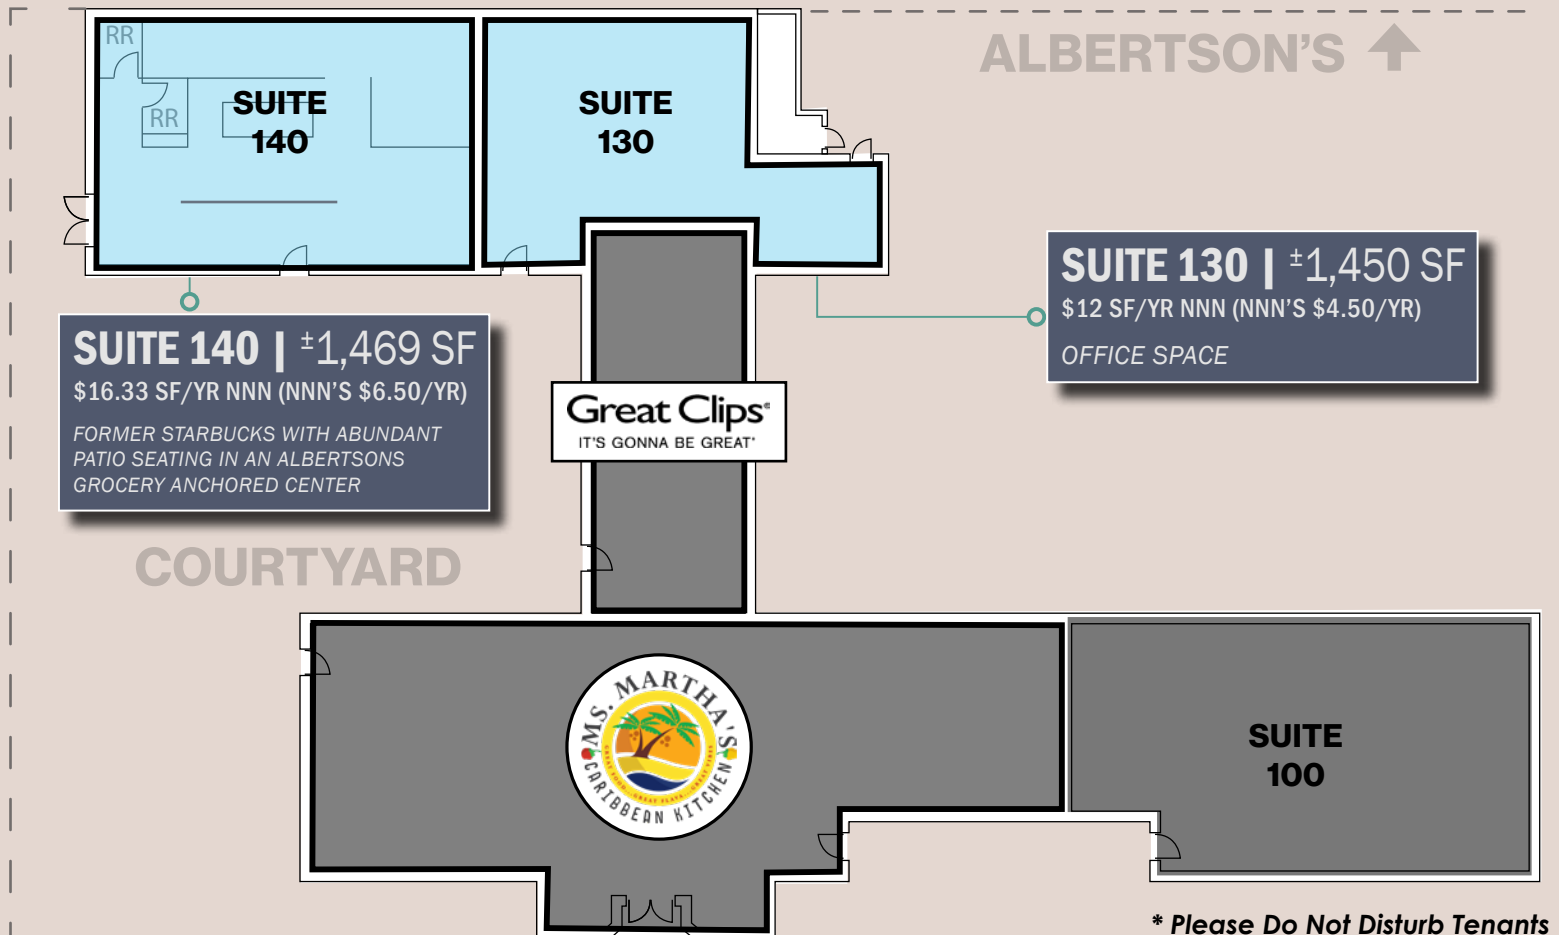 ALBERTSON'S
RR
RR
SUITE
140
SUITE
130
SUITE 130 | ±1,450 SF
$12 SF/YR NNN (NNN'S $4.50/YR)
OFFICE SPACE
SUITE 140 | ±1,469 SF
$16.33 SF/YR NNN (NNN'S $6.50/YR)
FORMER STARBUCKS WITH ABUNDANT
PATIO SEATING IN AN ALBERTSONS
GROCERY ANCHORED CENTER
Great Clips®
IT'S GONNA BE GREAT®
COURTYARD
MS. MARTHA'S
CARIBBEAN KITCHEN
SUITE
100
* Please Do Not Disturb Tenants